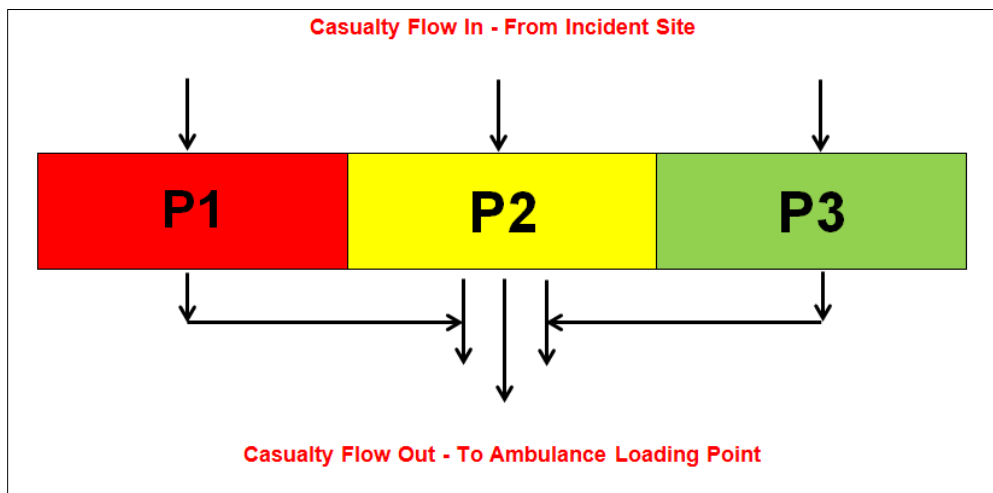 Casualty Flow In - From Incident Site
P1
P2
P3
Casualty Flow Out - To Ambulance Loading Point